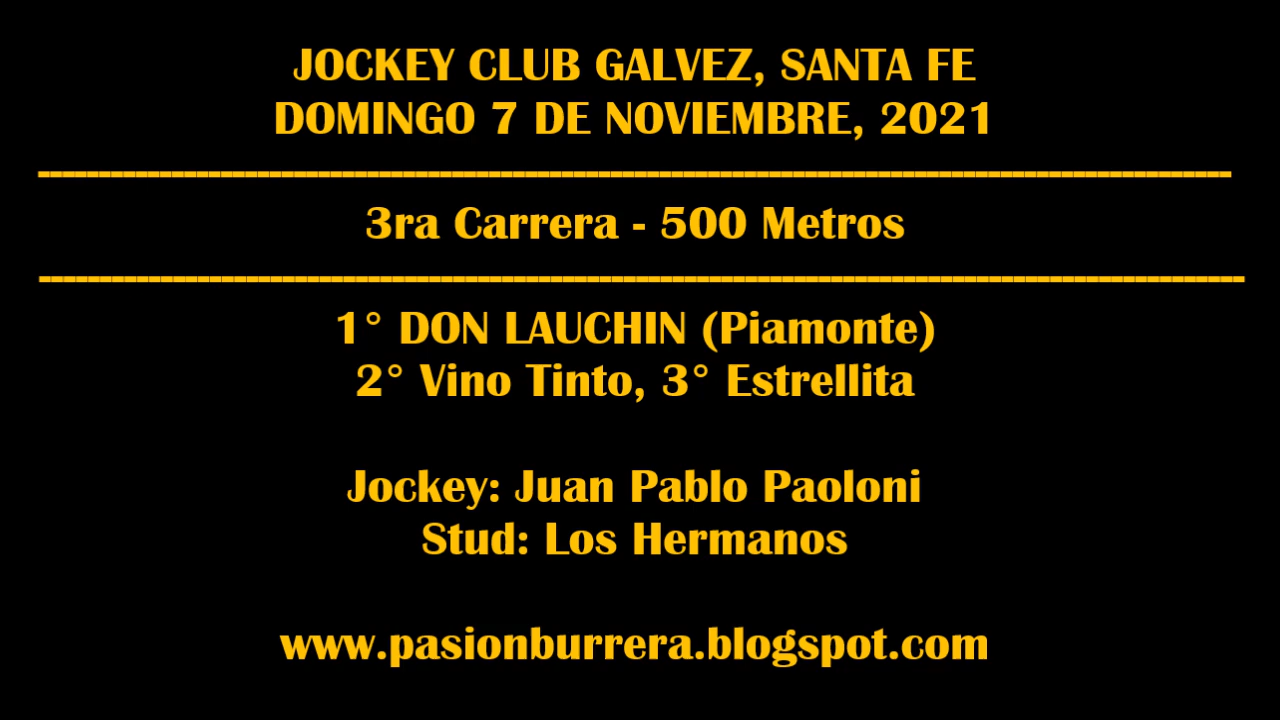 JOCKEY CLUB GALVEZ, SANTA FE
DOMINGO 7 DE NOVIEMBRE, 2021
3ra Carrera - 500 Metros
1° DON LAUCHIN (Piamonte)
2° Vino Tinto, 3° Estrellita
Jockey: Juan Pablo Paoloni
Stud: Los Hermanos
www.pasionburrera.blogspot.com